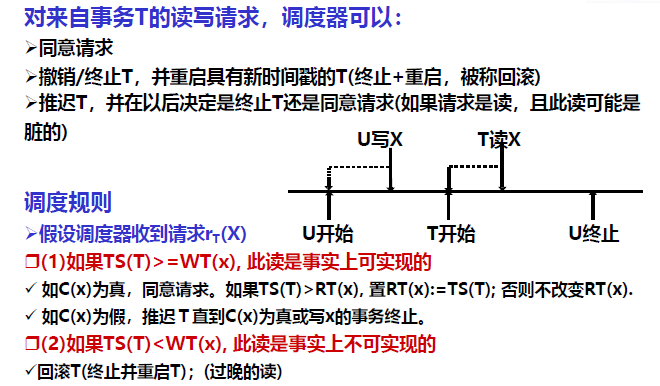 对来自事务T的读写请求，调度器可以：
➢同意请求
➢撤销/终止T，并重启具有新时间戳的T(终止+重启，被称回滚)
➢推迟T，并在以后决定是终止T还是同意请求(如果请求是读，且此读可能是
脏的)
U写X T读X
U开始 T开始 U终止
调度规则
➢假设调度器收到请求rT(X)
❒(1)如果TS(T)>=WT(x), 此读是事实上可实现的
✓ 如C(x)为真，同意请求。如果TS(T)>RT(x), 置RT(x):=TS(T); 否则不改变RT(x).
✓ 如C(x)为假，推迟T直到C(x)为真或写x的事务终止。
❒(2)如果TS(T)<WT(x), 此读是事实上不可实现的
✓回滚T(终止并重启T)；(过晚的读)